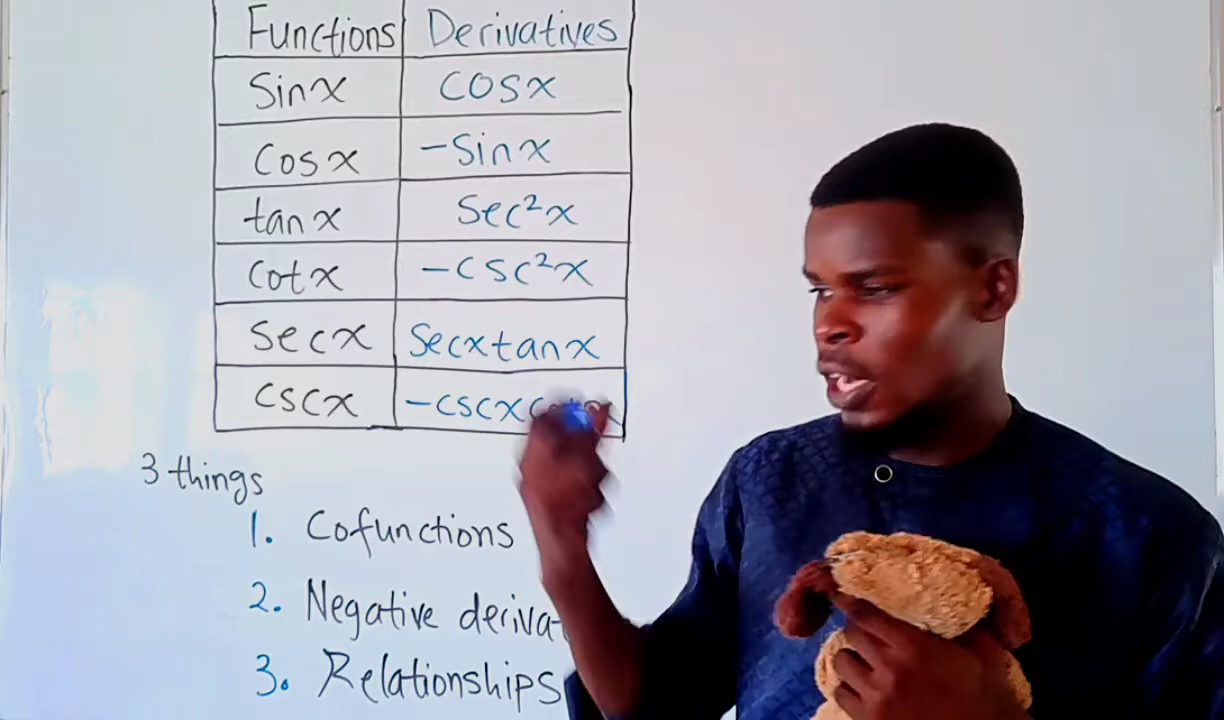 Functions Derivatives
Sinx COSx
Cosx -Sinx
tanx Sec²x
Cotx -CSC²x
Secx Secxtanx
CSCX
3 things
1. Cofunctions
2. Negative
3. Relationships